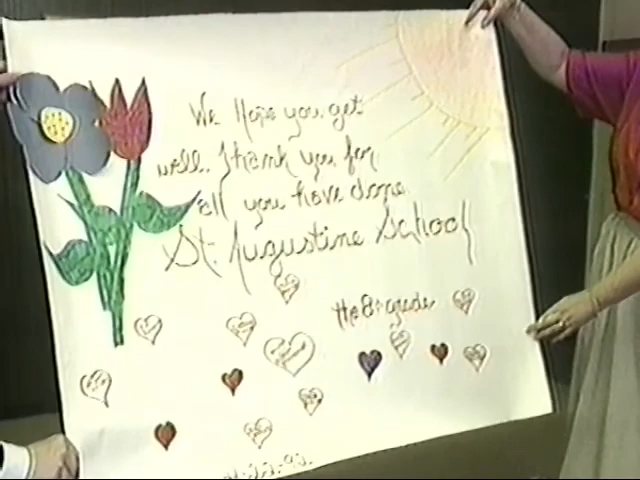 We Hope you get
well. Thank you for
all you have done
St. Augustine School
the 8th grade